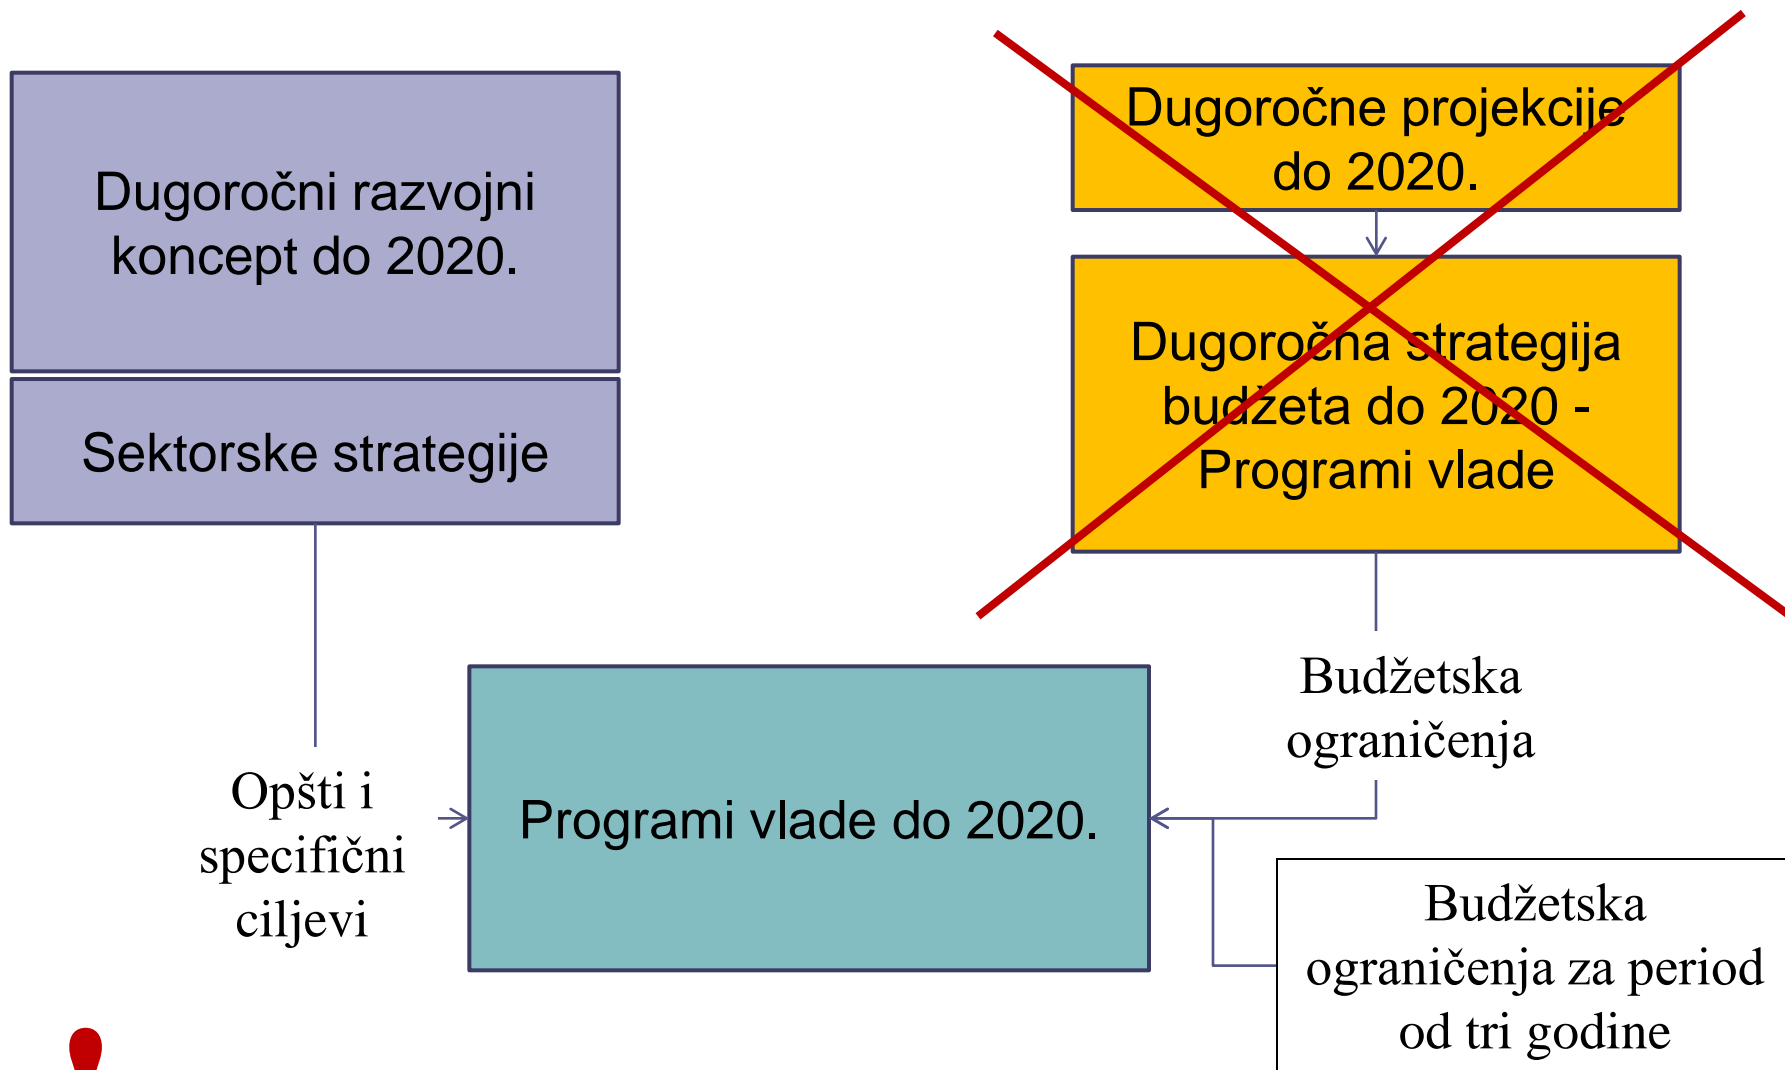 Dugoročni razvojni
koncept do 2020.
Sektorske strategije
Dugoročne projekcije
do 2020.
Dugoročna strategija
budžeta do 2020 -
Programi vlade
Opšti i
specifični
ciljevi
Programi vlade do 2020.
Budžetska
ograničenja
Budžetska
ograničenja za period
od tri godine